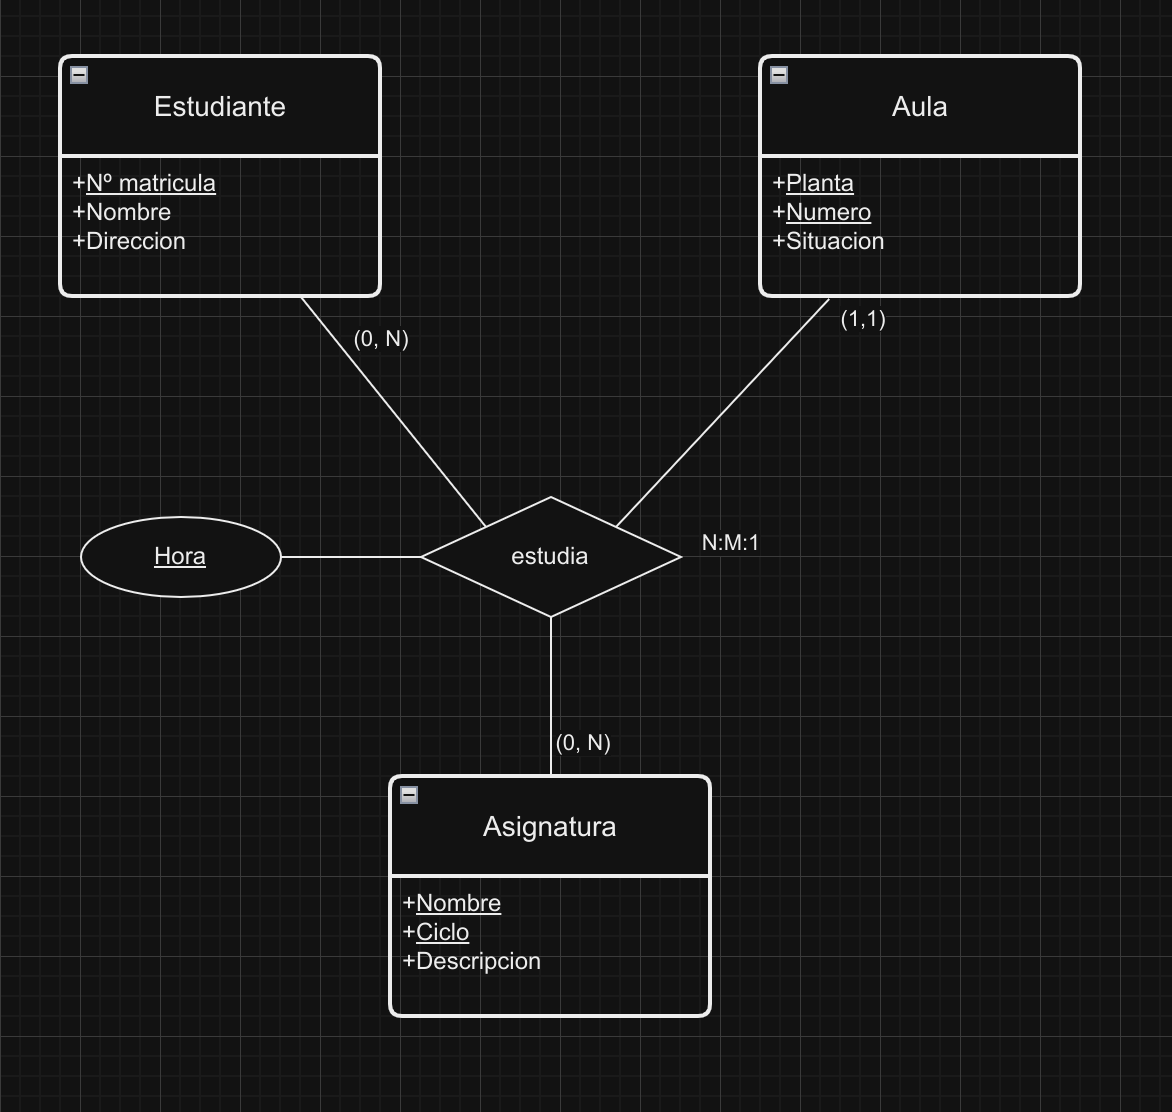 Estudiante
+Nº matricula
+Nombre
+Direccion
Aula
+Planta
+Numero
+Situacion
(0, N)
(1,1)
Hora
estudia
N:M:1
(0, N)
Asignatura
+Nombre
+Ciclo
+Descripcion